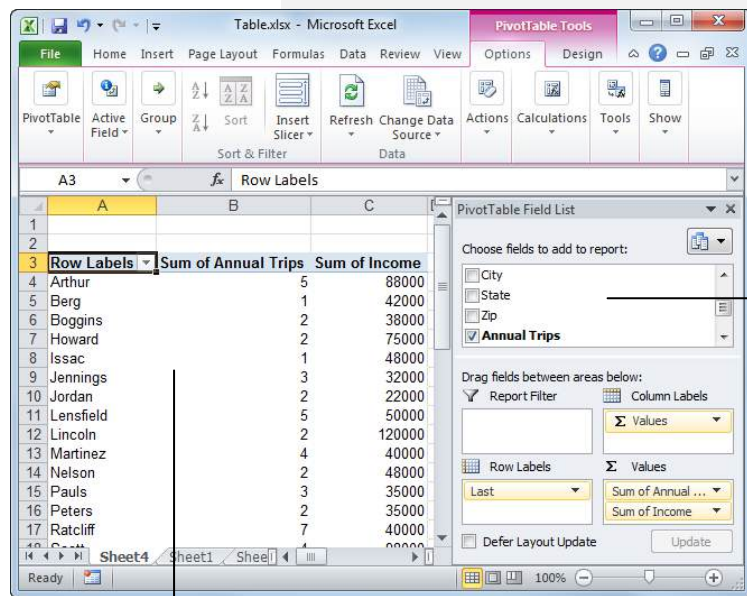 Table.xlsx - Microsoft Excel
PivotTable Tools
File Home Insert Page Layout Formulas Data Review View Options Design
PivotTable
Active Field
Group
Sort
Insert Slicer
Sort & Filter
Refresh
Change Data Source
Data
Actions
Calculations
Tools
Show
A3 fx Row Labels
A B C
PivotTable Field List
1
2
3 Row Labels Sum of Annual Trips Sum of Income
4 Arthur 5 88000
5 Berg 1 42000
6 Boggins 2 38000
7 Howard 2 75000
8 Issac 1 48000
9 Jennings 3 32000
10 Jordan 2 22000
11 Lensfield 5 50000
12 Lincoln 2 120000
13 Martinez 4 40000
14 Nelson 2 48000
15 Pauls 3 35000
16 Peters 2 35000
17 Ratcliff 7 40000
Choose fields to add to report:
City
State
Zip
Annual Trips
Drag fields between areas below:
Report Filter
Column Labels
Σ Values
Row Labels
Σ Values
Last
Sum of Annual ...
Sum of Income
Defer Layout Update
Update
Sheet4 Sheet1 Shee
Ready
100%